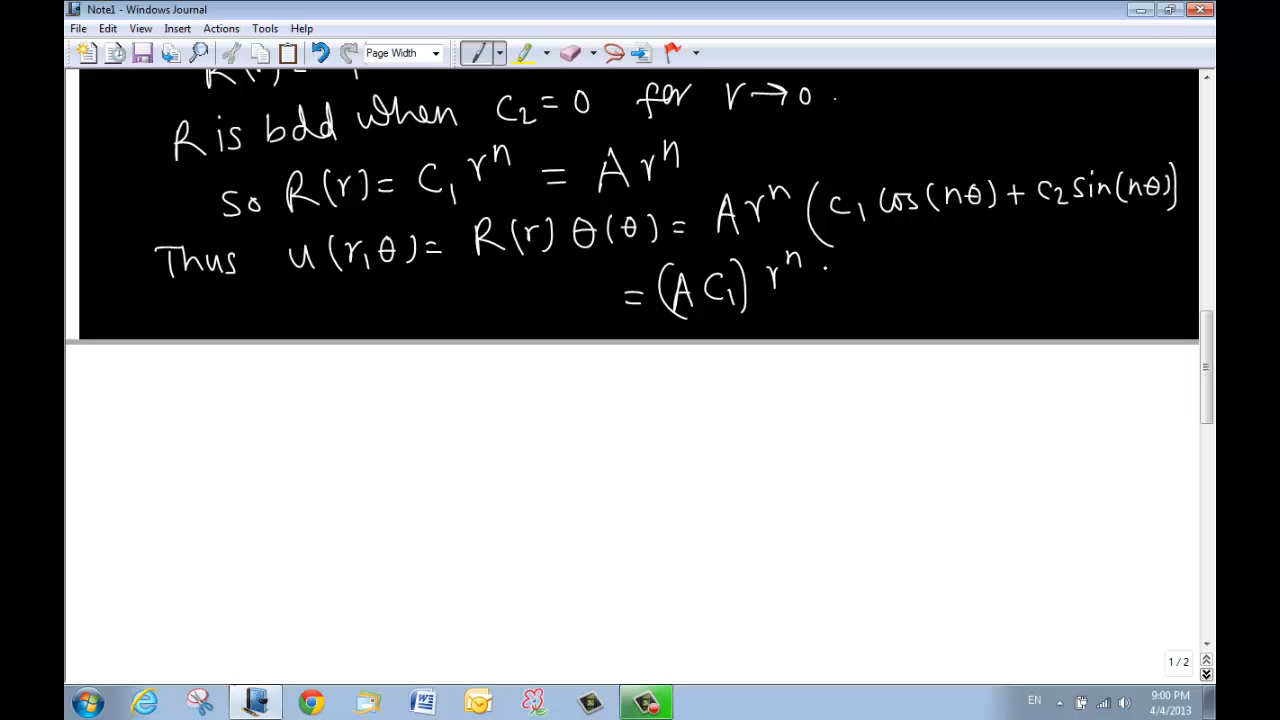 Note1 - Windows Journal
File Edit View Insert Actions Tools Help
Page Width
R is bdd when c₂ = 0 for r → 0 .
So R(r) = C₁ rⁿ = A rⁿ
Thus u(r,θ) = R(r) θ(θ) = A rⁿ (c₁ cos(nθ) + c₂ sin(nθ)]
= (A C₁) rⁿ .
1 / 2
EN
9:00 PM
4/4/2013